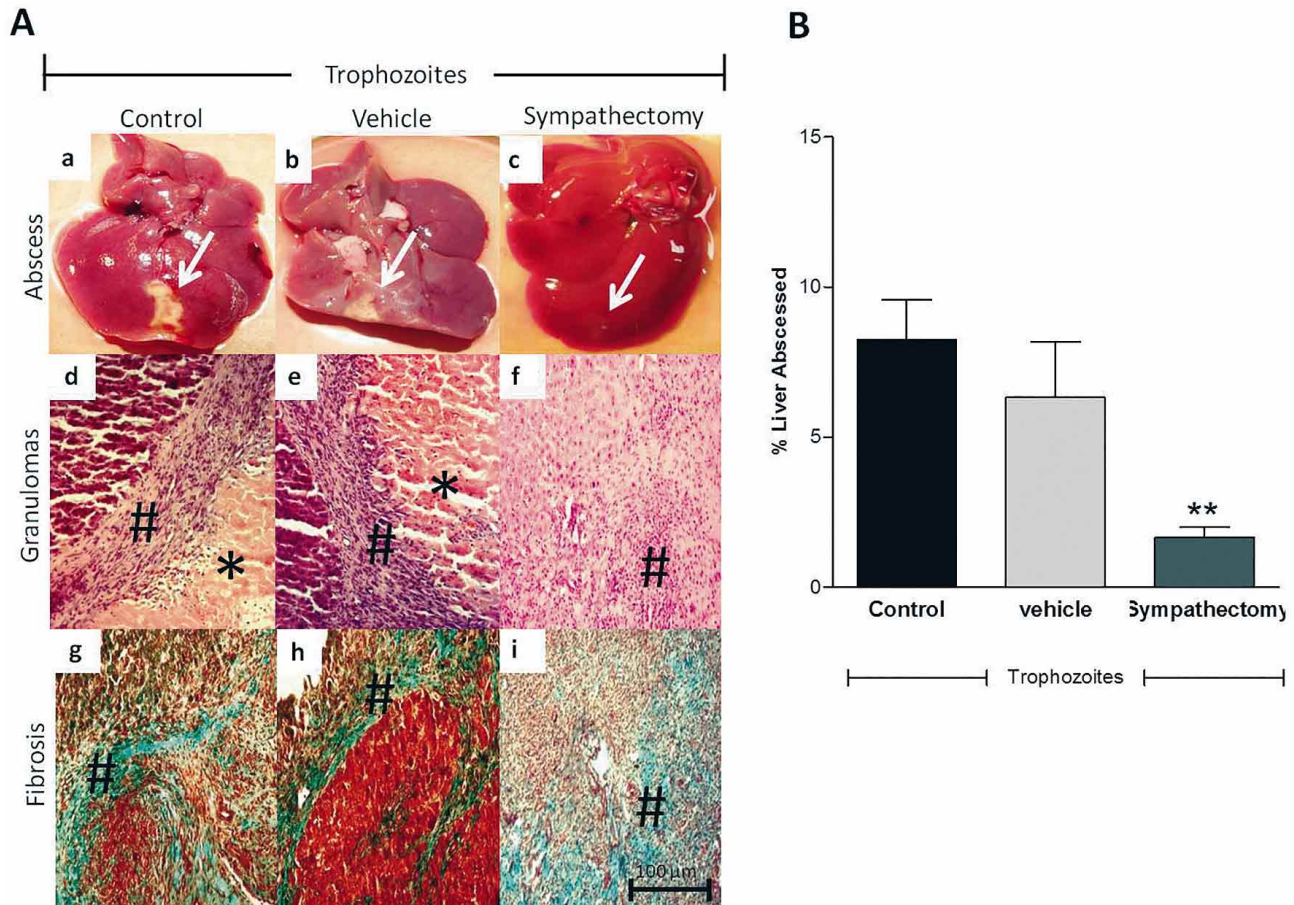 A
B
Trophozoites
Control
Vehicle
Sympathectomy
Abscess
a
b
c
Granulomas
d
e
f
#
*
#
*
#
Fibrosis
g
h
i
#
#
#
100 µm
% Liver Abscessed
15
10
5
0
**
Control
vehicle
Sympathectomy
Trophozoites